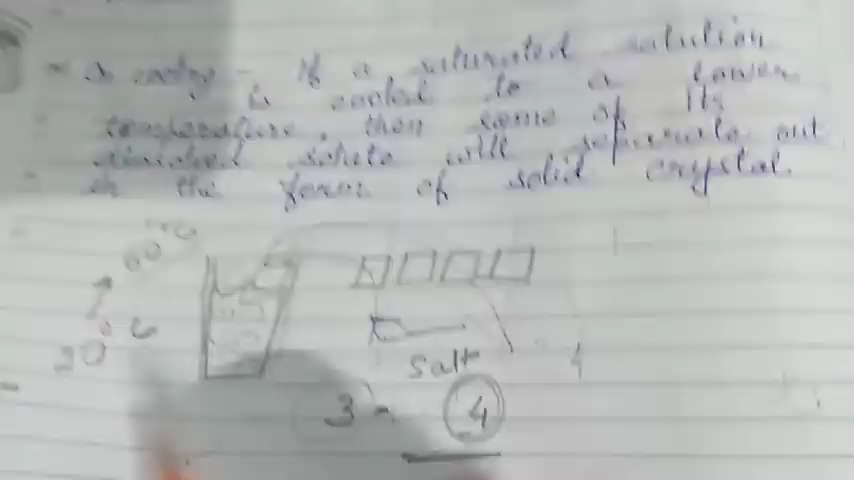 If a saturated solution
is cooled to a lower
temperature, then some of its
dissolved solute will separate out
in the form of solid crystal.
60°C
20°C
Salt
3
4